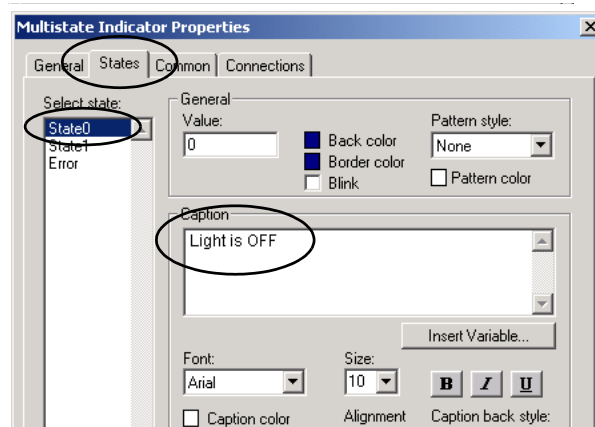 Multistate Indicator Properties
General States Common Connections
Select state:
State0
State1
Error
General
Value:
0
Back color
Border color
Blink
Pattern style:
None
Pattern color
Caption
Light is OFF
Insert Variable...
Font:
Arial
Size:
10
B I U
Caption color
Alignment
Caption back style: